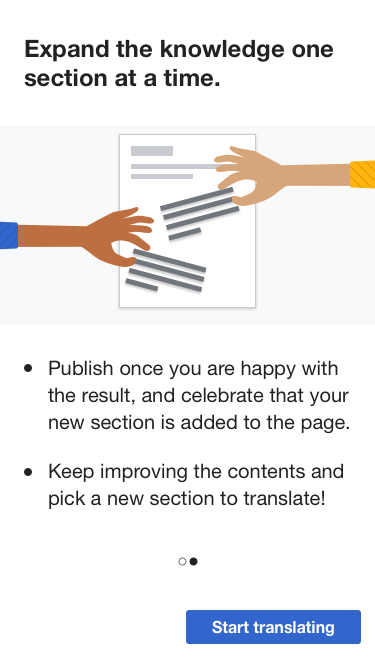 Expand the knowledge one
section at a time.
• Publish once you are happy with
the result, and celebrate that your
new section is added to the page.
• Keep improving the contents and
pick a new section to translate!
Start translating